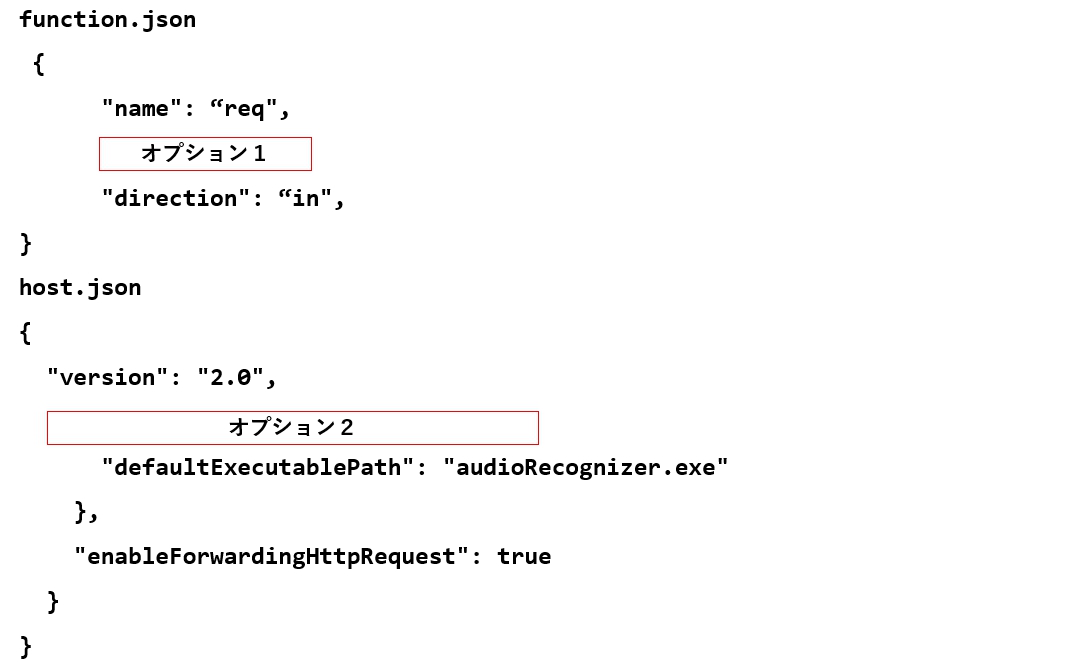 function.json
{
"name": “req",
オプション１
"direction": “in",
}
host.json
{
"version": "2.0",
オプション２
"defaultExecutablePath": "audioRecognizer.exe"
},
"enableForwardingHttpRequest": true
}
}